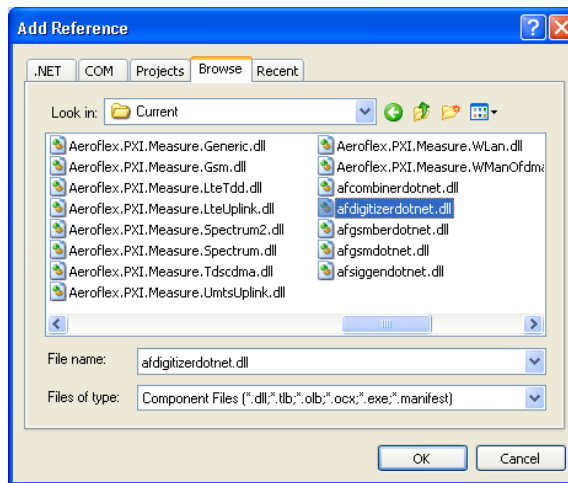 Add Reference
.NET COM Projects Browse Recent
Look in: Current
Aeroflex.PXI.Measure.Generic.dll
Aeroflex.PXI.Measure.Gsm.dll
Aeroflex.PXI.Measure.LteTdd.dll
Aeroflex.PXI.Measure.LteUplink.dll
Aeroflex.PXI.Measure.Spectrum2.dll
Aeroflex.PXI.Measure.Spectrum.dll
Aeroflex.PXI.Measure.Tdscdma.dll
Aeroflex.PXI.Measure.UmtsUplink.dll
Aeroflex.PXI.Measure.WLan.dll
Aeroflex.PXI.Measure.WManOfdma
afcombinerdotnet.dll
afdigitizerdotnet.dll
afgsmberdotnet.dll
afgsmdotnet.dll
afsiggendotnet.dll
File name: afdigitizerdotnet.dll
Files of type: Component Files (*.dll;*.tlb;*.olb;*.ocx;*.exe;*.manifest)
OK Cancel